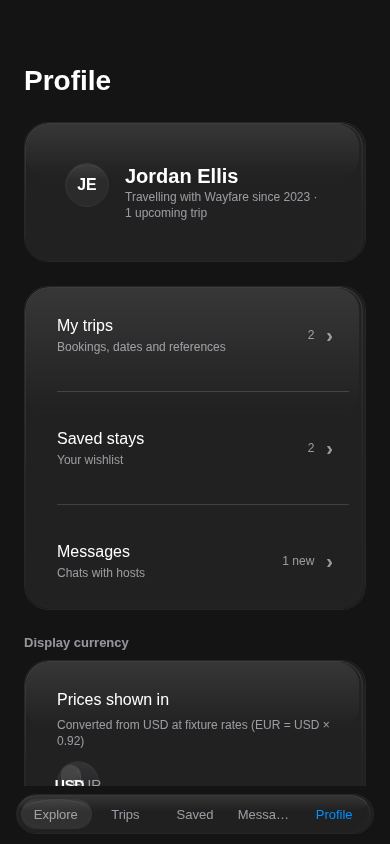 Profile
JE
Jordan Ellis
Travelling with Wayfare since 2023 ·
1 upcoming trip
My trips
2 ›
Bookings, dates and references
Saved stays
2 ›
Your wishlist
Messages
1 new ›
Chats with hosts
Display currency
Prices shown in
Converted from USD at fixture rates (EUR = USD ×
0.92)
USD
Explore Trips Saved Messa… Profile